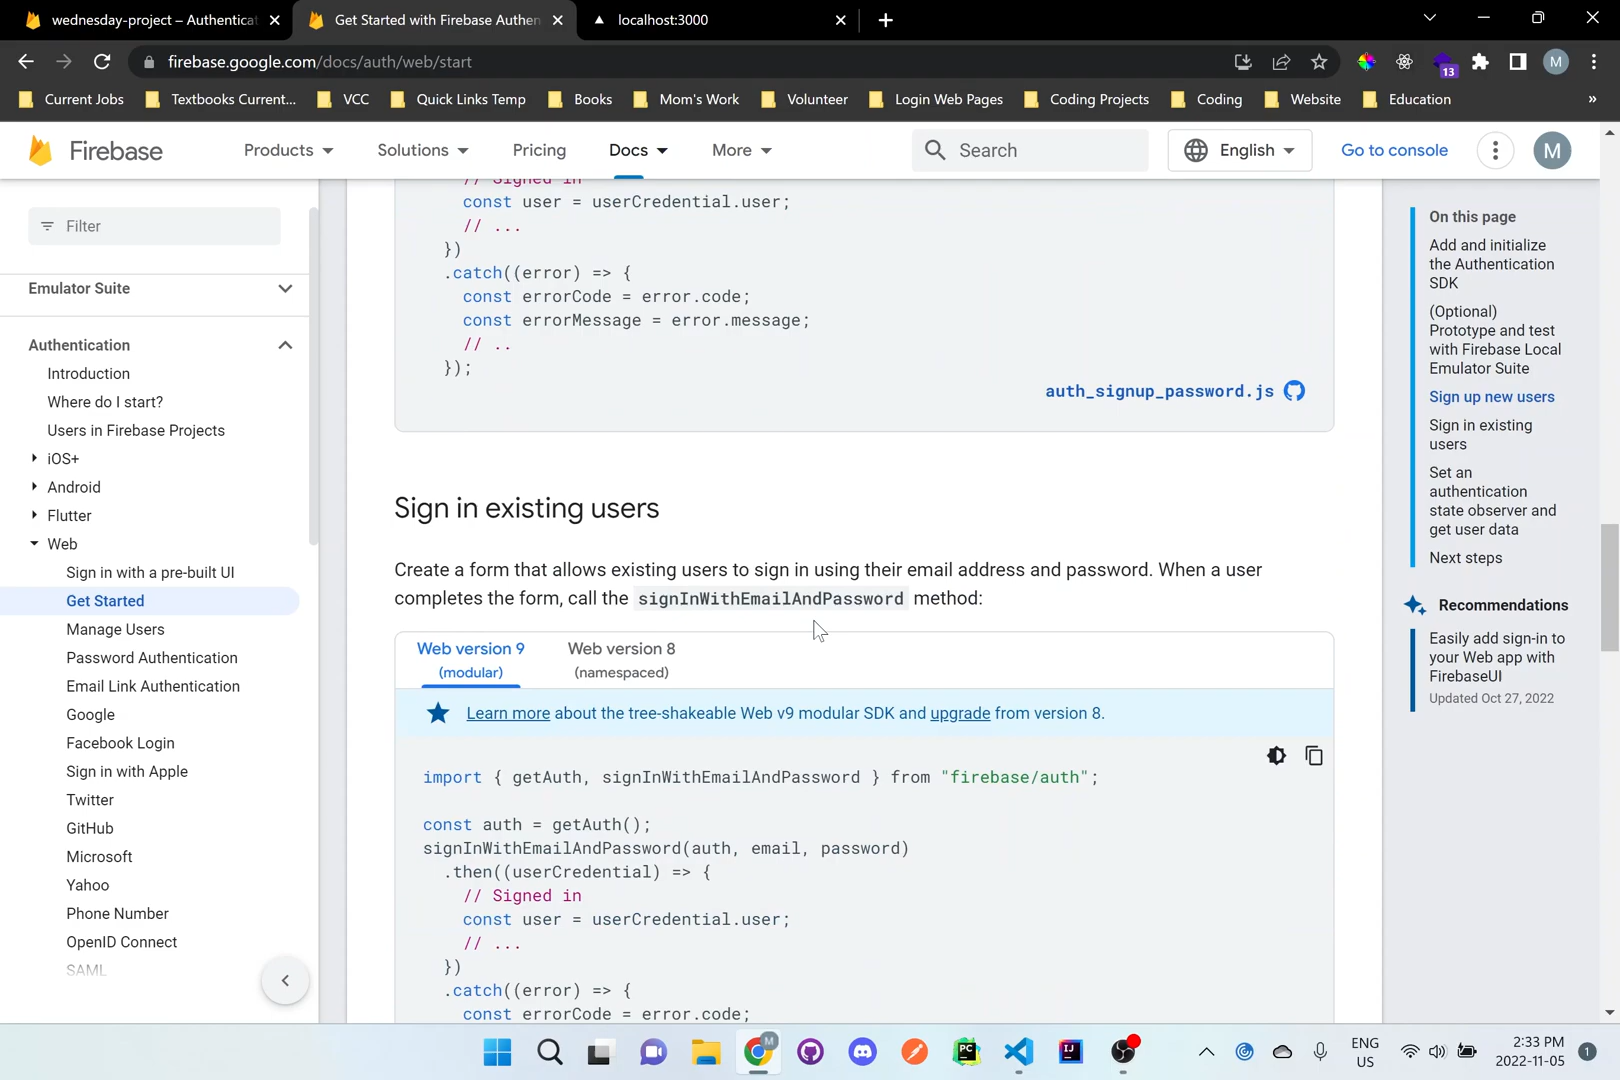 wednesday-project – Authenticat
Get Started with Firebase Authen
localhost:3000
firebase.google.com/docs/auth/web/start
13
M
Current Jobs
Textbooks Current...
VCC
Quick Links Temp
Books
Mom's Work
Volunteer
Login Web Pages
Coding Projects
Coding
Website
Education
»
Firebase
Products
Solutions
Pricing
Docs
More
Search
English
Go to console
M
Filter
Emulator Suite
Authentication
Introduction
Where do I start?
Users in Firebase Projects
iOS+
Android
Flutter
Web
Sign in with a pre-built UI
Get Started
Manage Users
Password Authentication
Email Link Authentication
Google
Facebook Login
Sign in with Apple
Twitter
GitHub
Microsoft
Yahoo
Phone Number
OpenID Connect
SAML
// Signed in
const user = userCredential.user;
// ...
})
.catch((error) => {
const errorCode = error.code;
const errorMessage = error.message;
// ..
});
auth_signup_password.js
Sign in existing users
Create a form that allows existing users to sign in using their email address and password. When a user
completes the form, call the signInWithEmailAndPassword method:
Web version 9
(modular)
Web version 8
(namespaced)
Learn more about the tree-shakeable Web v9 modular SDK and upgrade from version 8.
import { getAuth, signInWithEmailAndPassword } from "firebase/auth";
const auth = getAuth();
signInWithEmailAndPassword(auth, email, password)
.then((userCredential) => {
// Signed in
const user = userCredential.user;
// ...
})
.catch((error) => {
const errorCode = error.code;
On this page
Add and initialize
the Authentication
SDK
(Optional)
Prototype and test
with Firebase Local
Emulator Suite
Sign up new users
Sign in existing
users
Set an
authentication
state observer and
get user data
Next steps
Recommendations
Easily add sign-in to
your Web app with
FirebaseUI
Updated Oct 27, 2022
M
PC
IJ
ENG
US
2:33 PM
2022-11-05
1